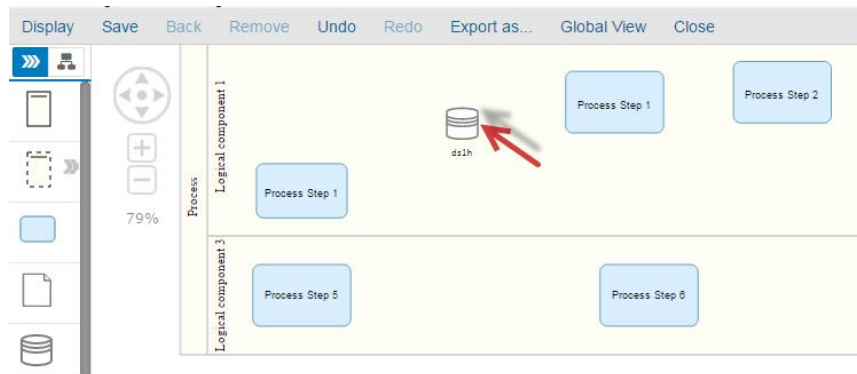 Display Save Back Remove Undo Redo Export as... Global View Close
79%
Process
Logical component 1
Process Step 1
ds1h
Process Step 1
Process Step 2
Logical component 3
Process Step 5
Process Step 6